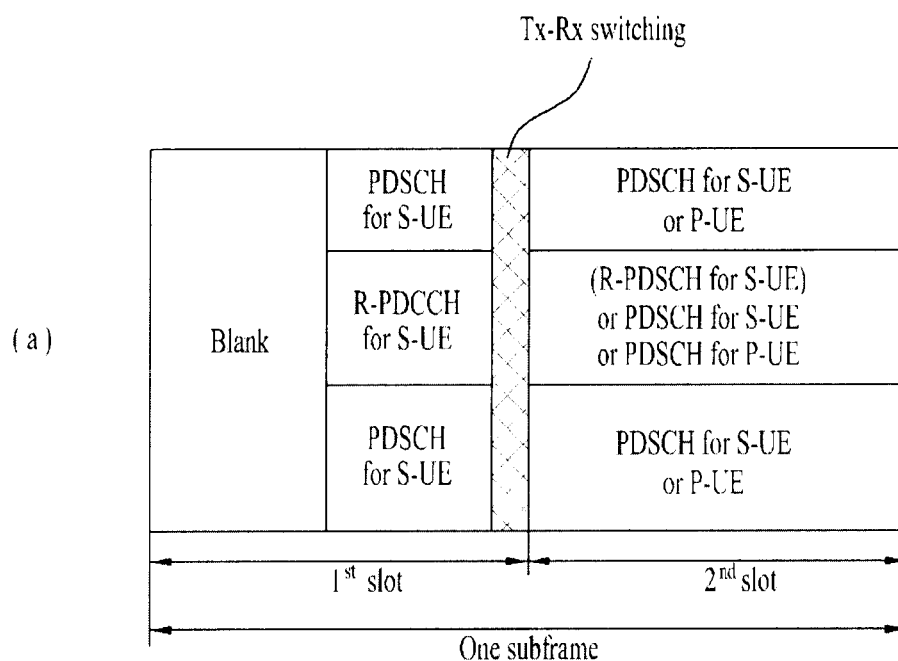 Tx-Rx switching
PDSCH
for S-UE
PDSCH for S-UE
or P-UE
( a )
Blank
R-PDCCH
for S-UE
(R-PDSCH for S-UE)
or PDSCH for S-UE
or PDSCH for P-UE
PDSCH
for S-UE
PDSCH for S-UE
or P-UE
1st slot
2nd slot
One subframe